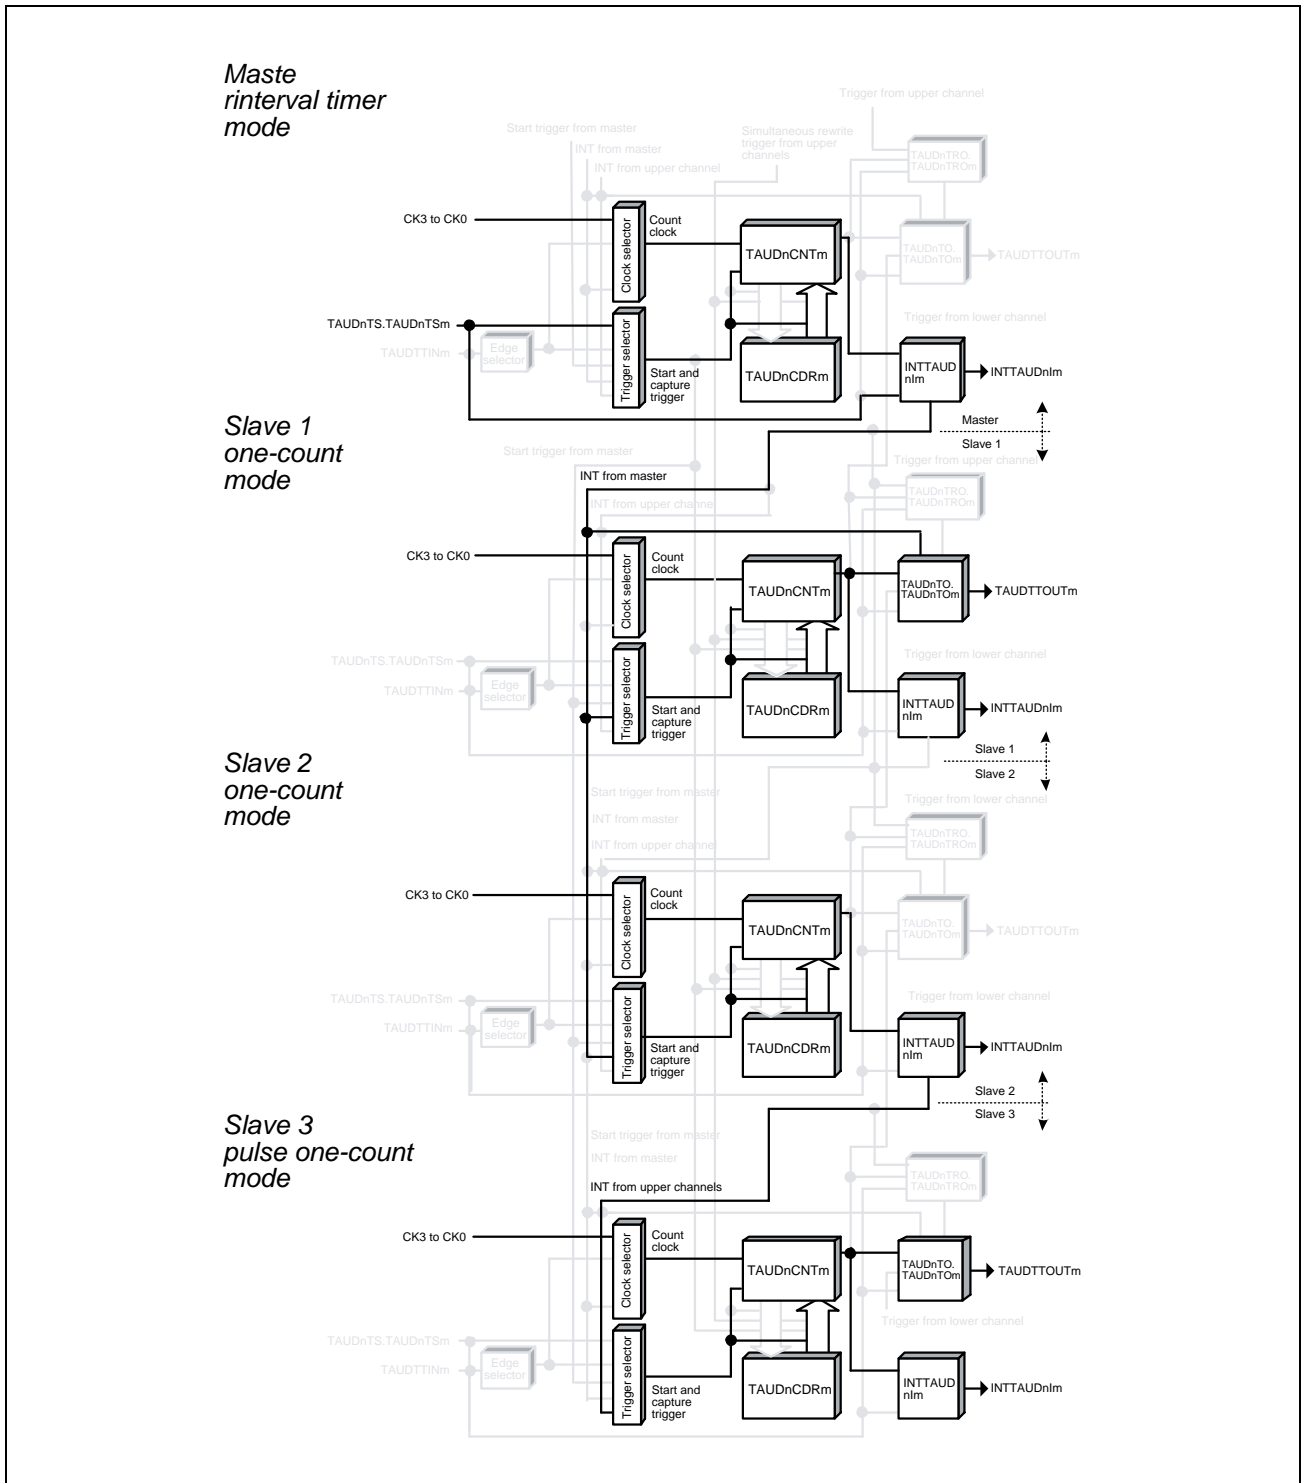 Maste
rinterval timer
mode
Trigger from upper channel
Start trigger from master
INT from master
INT from upper channel
Simultaneous rewrite
trigger from upper
channels
TAUDnTRO.
TAUDnTROm
CK3 to CK0
Clock selector
Count
clock
TAUDnCNTm
TAUDnTO.
TAUDnTOm
TAUDTTOUTm
TAUDnTS.TAUDnTSm
TAUDTTINm
Edge
selector
Trigger selector
Start and
capture
trigger
TAUDnCDRm
Trigger from lower channel
INTTAUD
nIm
INTTAUDnIm
Master
Slave 1
Slave 1
one-count
mode
Start trigger from master
INT from master
INT from upper channel
Trigger from upper channel
TAUDnTRO.
TAUDnTROm
CK3 to CK0
Clock selector
Count
clock
TAUDnCNTm
TAUDnTO.
TAUDnTOm
TAUDTTOUTm
TAUDnTS.TAUDnTSm
TAUDTTINm
Edge
selector
Trigger selector
Start and
capture
trigger
TAUDnCDRm
Trigger from lower channel
INTTAUD
nIm
INTTAUDnIm
Slave 1
Slave 2
Slave 2
one-count
mode
Start trigger from master
INT from master
INT from upper channel
Trigger from lower channel
TAUDnTRO.
TAUDnTROm
CK3 to CK0
Clock selector
Count
clock
TAUDnCNTm
TAUDnTO.
TAUDnTOm
TAUDTTOUTm
TAUDnTS.TAUDnTSm
TAUDTTINm
Edge
selector
Trigger selector
Start and
capture
trigger
TAUDnCDRm
Trigger from lower channel
INTTAUD
nIm
INTTAUDnIm
Slave 2
Slave 3
Slave 3
pulse one-count
mode
Start trigger from master
INT from master
INT from upper channels
TAUDnTRO.
TAUDnTROm
CK3 to CK0
Clock selector
Count
clock
TAUDnCNTm
TAUDnTO.
TAUDnTOm
TAUDTTOUTm
Trigger from lower channel
TAUDnTS.TAUDnTSm
TAUDTTINm
Edge
selector
Trigger selector
Start and
capture
trigger
TAUDnCDRm
INTTAUD
nIm
INTTAUDnIm